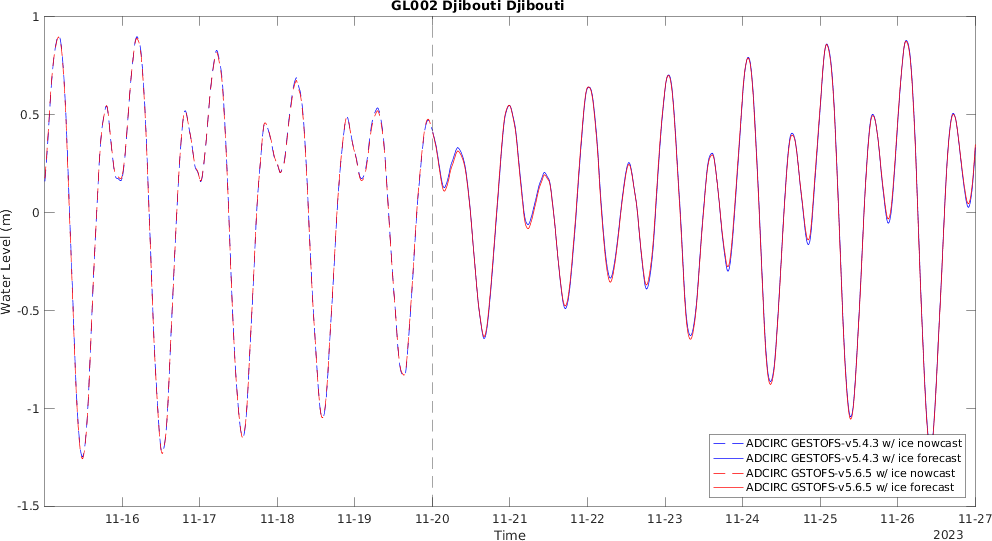 GL002 Djibouti Djibouti
1
0.5
0
-0.5
-1
-1.5
Water Level (m)
11-16 11-17 11-18 11-19 11-20 11-21 11-22 11-23 11-24 11-25 11-26 11-27
Time
2023
ADCIRC GESTOFS-v5.4.3 w/ ice nowcast
ADCIRC GESTOFS-v5.4.3 w/ ice forecast
ADCIRC GSTOFS-v5.6.5 w/ ice nowcast
ADCIRC GSTOFS-v5.6.5 w/ ice forecast